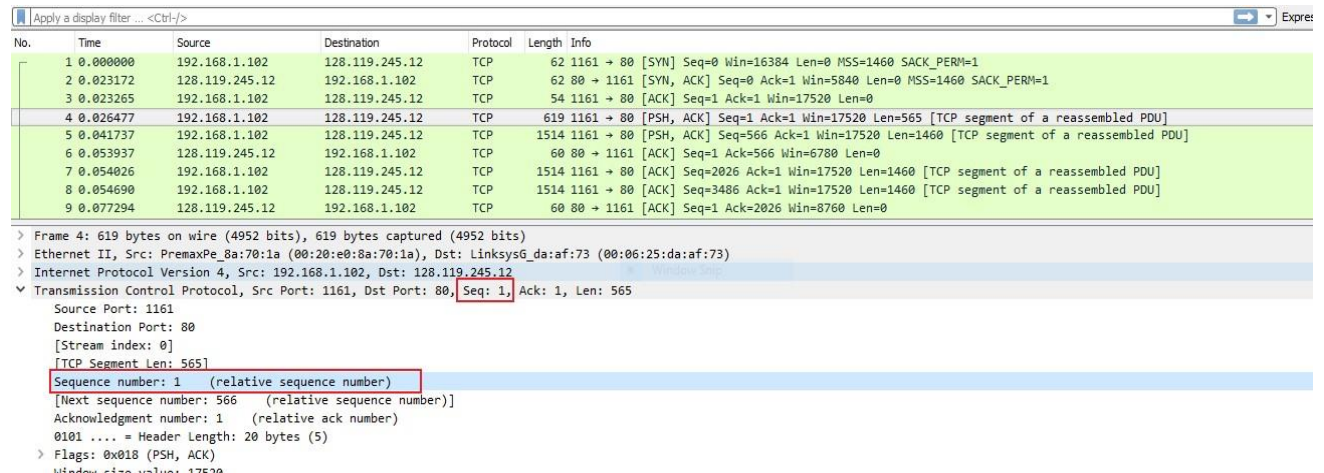 Apply a display filter ... <Ctrl-/> Expres
No. Time Source Destination Protocol Length Info
1 0.000000 192.168.1.102 128.119.245.12 TCP 62 1161 → 80 [SYN] Seq=0 Win=16384 Len=0 MSS=1460 SACK_PERM=1
2 0.023172 128.119.245.12 192.168.1.102 TCP 62 80 → 1161 [SYN, ACK] Seq=0 Ack=1 Win=5840 Len=0 MSS=1460 SACK_PERM=1
3 0.023265 192.168.1.102 128.119.245.12 TCP 54 1161 → 80 [ACK] Seq=1 Ack=1 Win=17520 Len=0
4 0.026477 192.168.1.102 128.119.245.12 TCP 619 1161 → 80 [PSH, ACK] Seq=1 Ack=1 Win=17520 Len=565 [TCP segment of a reassembled PDU]
5 0.041737 192.168.1.102 128.119.245.12 TCP 1514 1161 → 80 [PSH, ACK] Seq=566 Ack=1 Win=17520 Len=1460 [TCP segment of a reassembled PDU]
6 0.053937 128.119.245.12 192.168.1.102 TCP 60 80 → 1161 [ACK] Seq=1 Ack=566 Win=6780 Len=0
7 0.054026 192.168.1.102 128.119.245.12 TCP 1514 1161 → 80 [ACK] Seq=2026 Ack=1 Win=17520 Len=1460 [TCP segment of a reassembled PDU]
8 0.054690 192.168.1.102 128.119.245.12 TCP 1514 1161 → 80 [ACK] Seq=3486 Ack=1 Win=17520 Len=1460 [TCP segment of a reassembled PDU]
9 0.077294 128.119.245.12 192.168.1.102 TCP 60 80 → 1161 [ACK] Seq=1 Ack=2026 Win=8760 Len=0
Frame 4: 619 bytes on wire (4952 bits), 619 bytes captured (4952 bits)
Ethernet II, Src: PremaxPe_8a:70:1a (00:20:e0:8a:70:1a), Dst: LinksysG_da:af:73 (00:06:25:da:af:73)
Internet Protocol Version 4, Src: 192.168.1.102, Dst: 128.119.245.12 Window Snip
Transmission Control Protocol, Src Port: 1161, Dst Port: 80, Seq: 1, Ack: 1, Len: 565
Source Port: 1161
Destination Port: 80
[Stream index: 0]
[TCP Segment Len: 565]
Sequence number: 1 (relative sequence number)
[Next sequence number: 566 (relative sequence number)]
Acknowledgment number: 1 (relative ack number)
0101 .... = Header Length: 20 bytes (5)
Flags: 0x018 (PSH, ACK)
Window size value: 17520